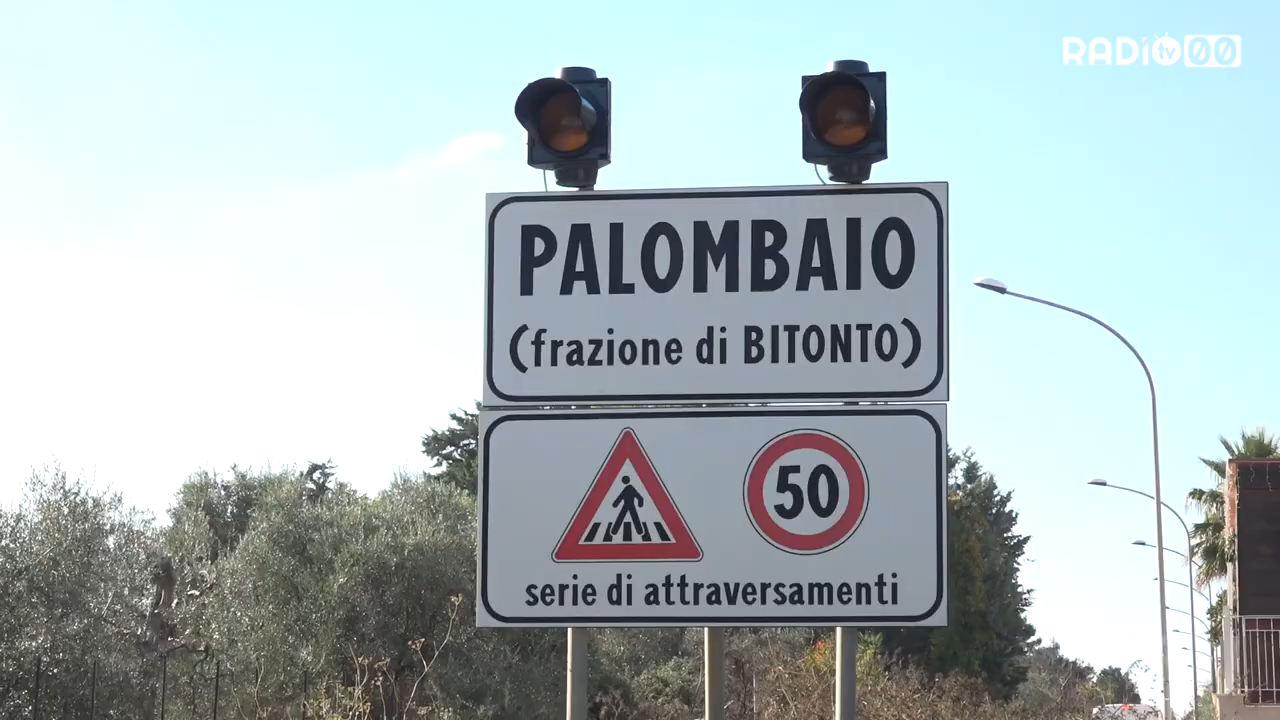 RADiO tv 00
PALOMBAIO
(frazione di BITONTO)
50
serie di attraversamenti